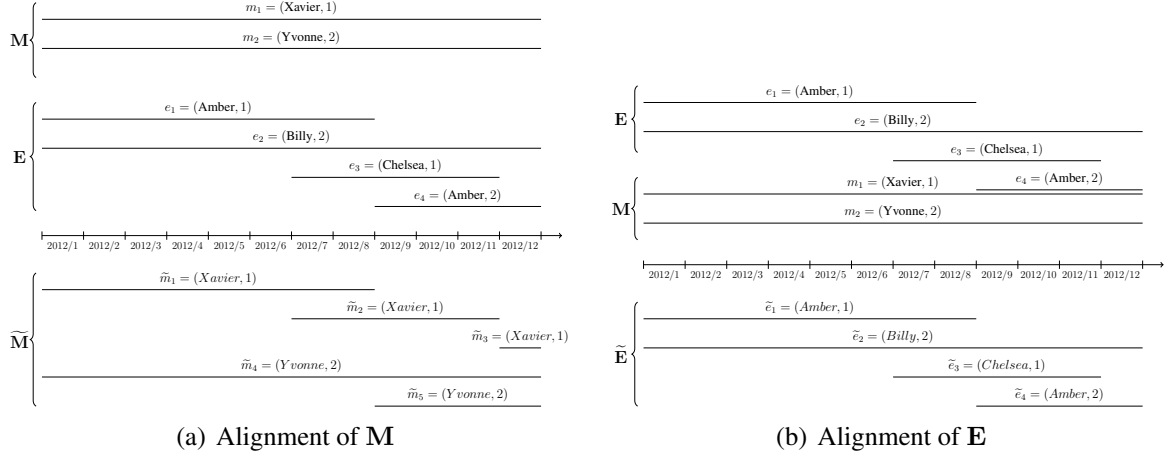 m₁ = (Xavier, 1)
M
m₂ = (Yvonne, 2)
e₁ = (Amber, 1)
e₂ = (Billy, 2)
E
e₃ = (Chelsea, 1)
e₄ = (Amber, 2)
2012/1 2012/2 2012/3 2012/4 2012/5 2012/6 2012/7 2012/8 2012/9 2012/10 2012/11 2012/12
m̃₁ = (Xavier, 1)
m̃₂ = (Xavier, 1)
M̃
m̃₃ = (Xavier, 1)
m̃₄ = (Yvonne, 2)
m̃₅ = (Yvonne, 2)
(a) Alignment of M
e₁ = (Amber, 1)
E
e₂ = (Billy, 2)
e₃ = (Chelsea, 1)
m₁ = (Xavier, 1) e₄ = (Amber, 2)
M
m₂ = (Yvonne, 2)
2012/1 2012/2 2012/3 2012/4 2012/5 2012/6 2012/7 2012/8 2012/9 2012/10 2012/11 2012/12
ẽ₁ = (Amber, 1)
ẽ₂ = (Billy, 2)
Ẽ
ẽ₃ = (Chelsea, 1)
ẽ₄ = (Amber, 2)
(b) Alignment of E